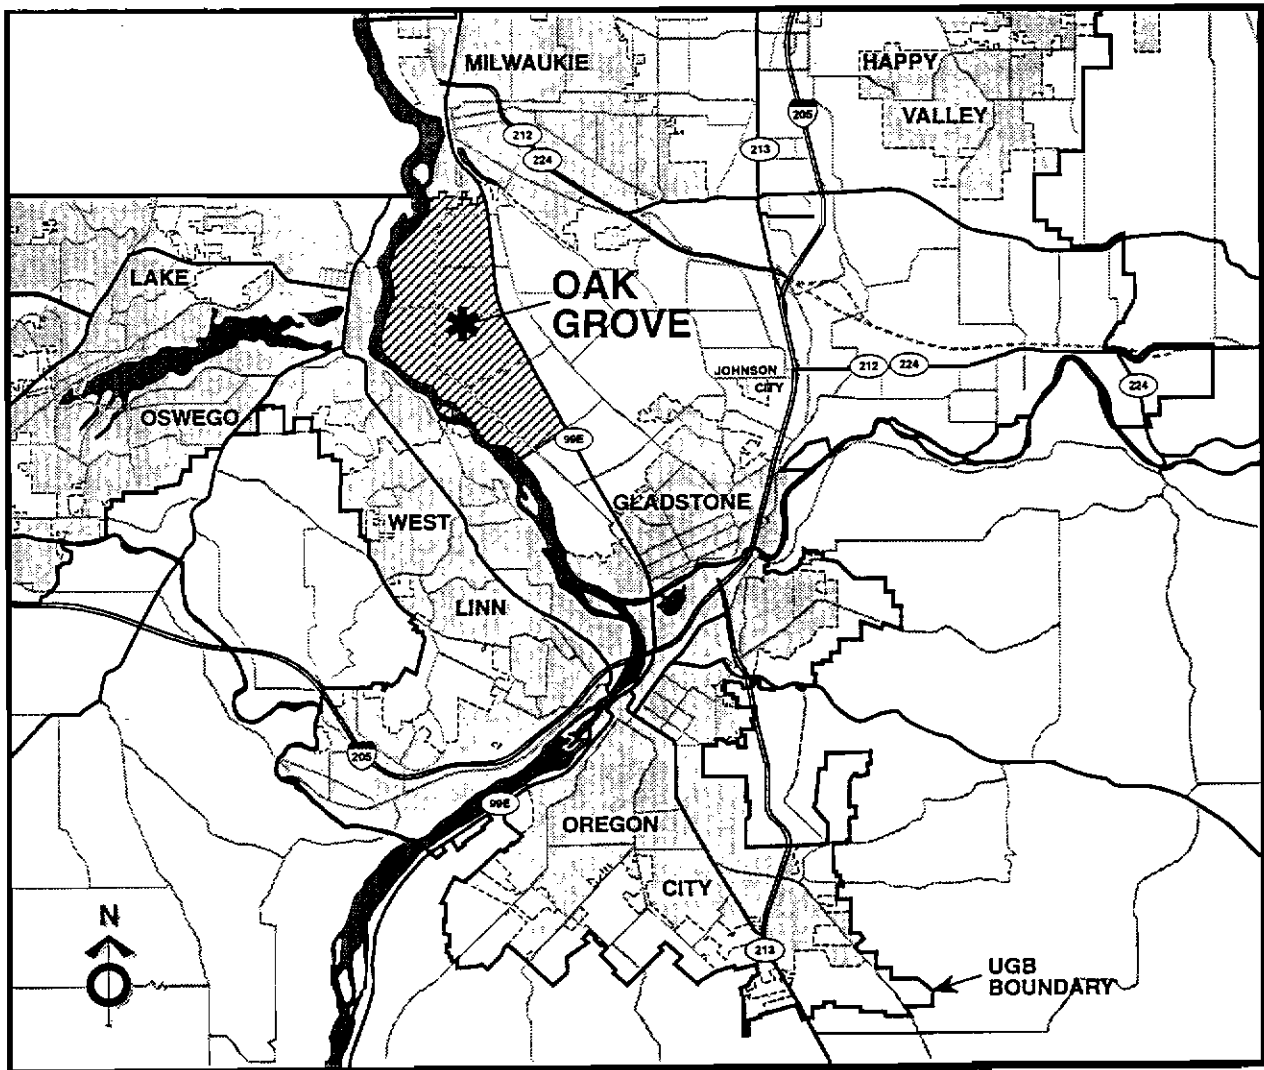 MILWAUKIE
HAPPY
VALLEY
205
212
224
213
LAKE
OAK
GROVE
JOHNSON
CITY
212
224
224
OSWEGO
99E
GLADSTONE
WEST
LINN
205
99E
OREGON
CITY
N
213
UGB
BOUNDARY